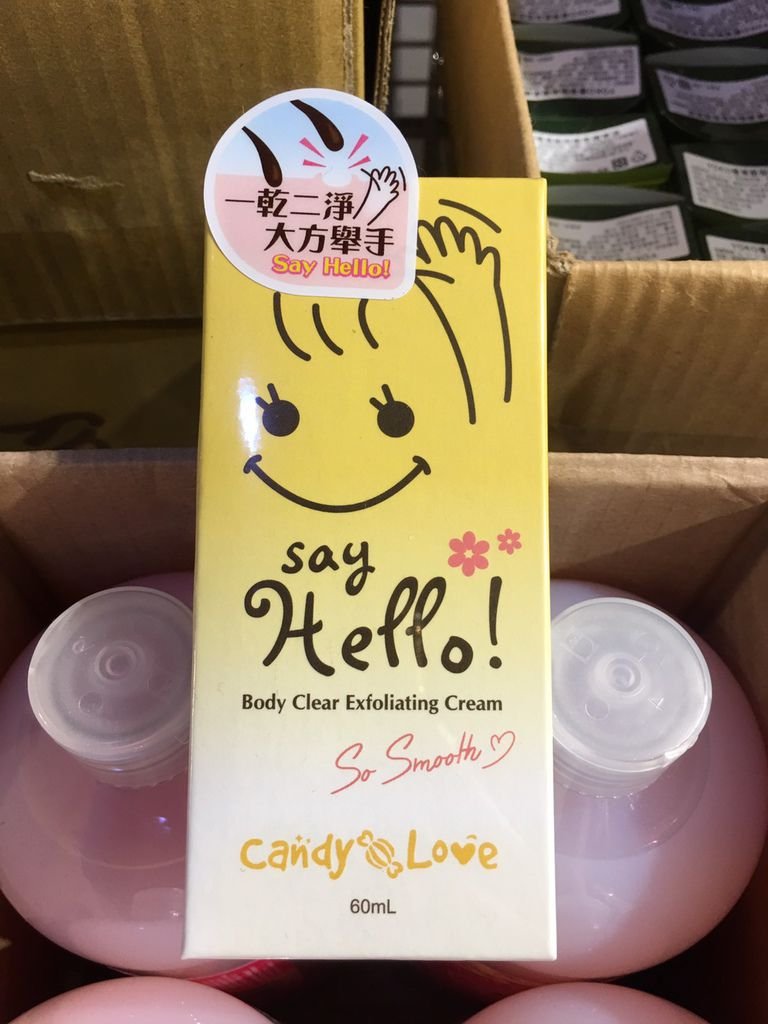 一乾二淨
大方舉手
Say Hello!
say
Hello!
Body Clear Exfoliating Cream
So Smooth
Candy Love
60mL